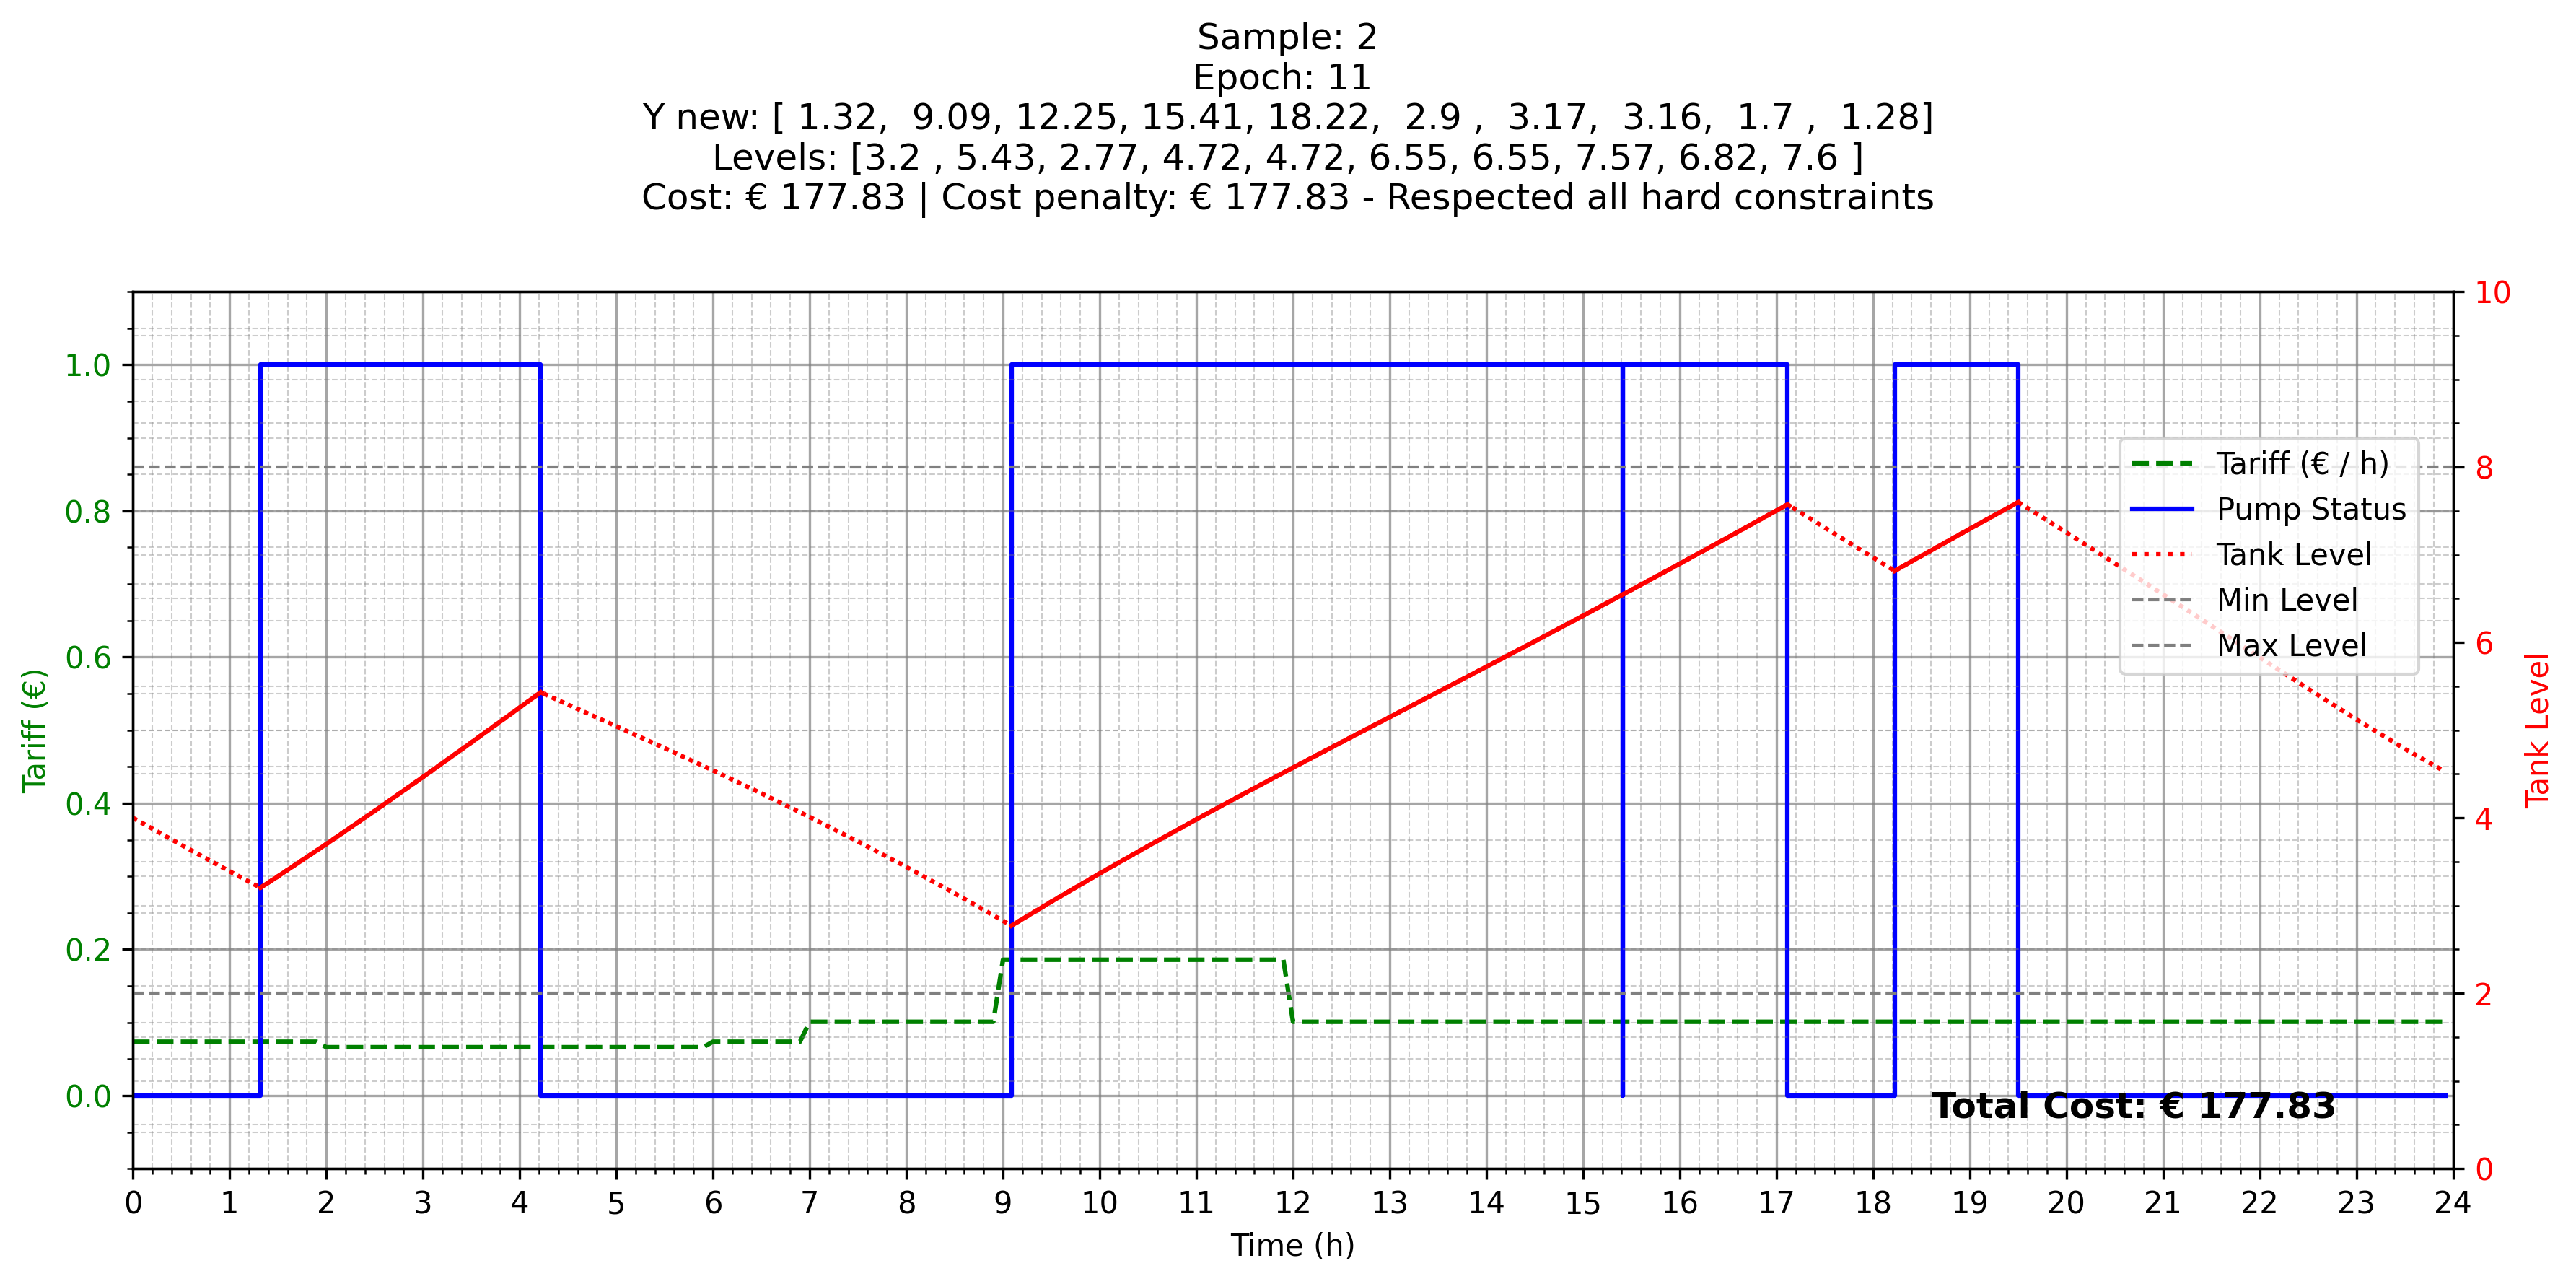 Sample: 2
Epoch: 11
Y new: [ 1.32,  9.09, 12.25, 15.41, 18.22,  2.9 ,  3.17,  3.16,  1.7 ,  1.28]
Levels: [3.2 , 5.43, 2.77, 4.72, 4.72, 6.55, 6.55, 7.57, 6.82, 7.6 ]
Cost: € 177.83 | Cost penalty: € 177.83 - Respected all hard constraints
1.0
0.8
0.6
0.4
0.2
0.0
Tariff (€)
10
8
6
4
2
0
Tank Level
Tariff (€ / h)
Pump Status
Tank Level
Min Level
Max Level
Total Cost: € 177.83
0 1 2 3 4 5 6 7 8 9 10 11 12 13 14 15 16 17 18 19 20 21 22 23 24
Time (h)